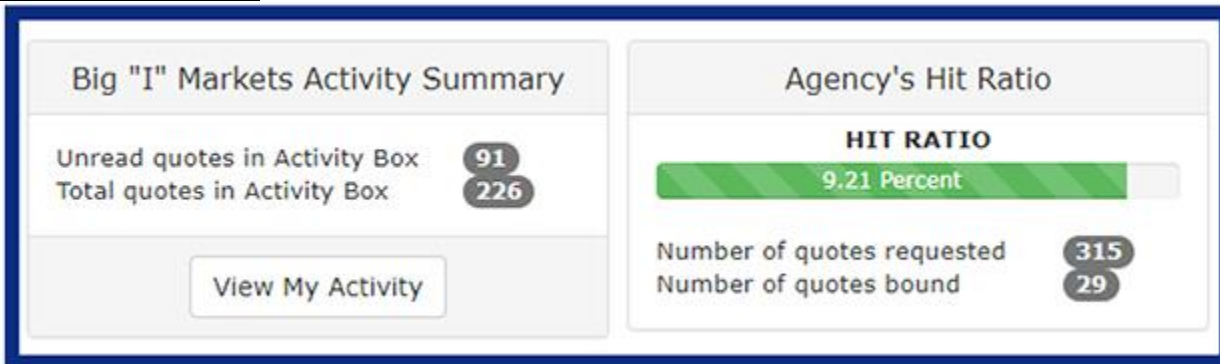 Big "I" Markets Activity Summary
Unread quotes in Activity Box 91
Total quotes in Activity Box 226
View My Activity
Agency's Hit Ratio
HIT RATIO
9.21 Percent
Number of quotes requested 315
Number of quotes bound 29